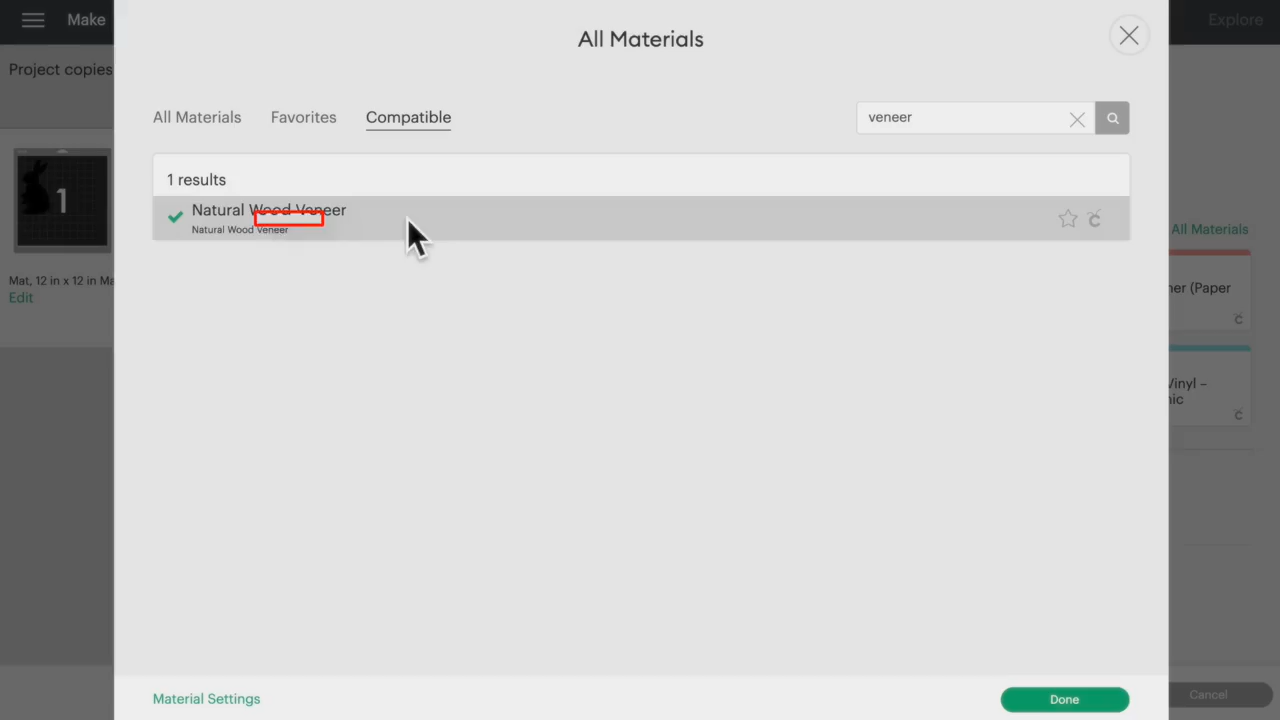 Make
Explore
All Materials
Project copies
All Materials
Favorites
Compatible
veneer
1 results
Natural Wood Veneer
Natural Wood Veneer
1
Mat, 12 in x 12 in Ma
Edit
All Materials
ner (Paper
Vinyl –
nic
Material Settings
Done
Cancel